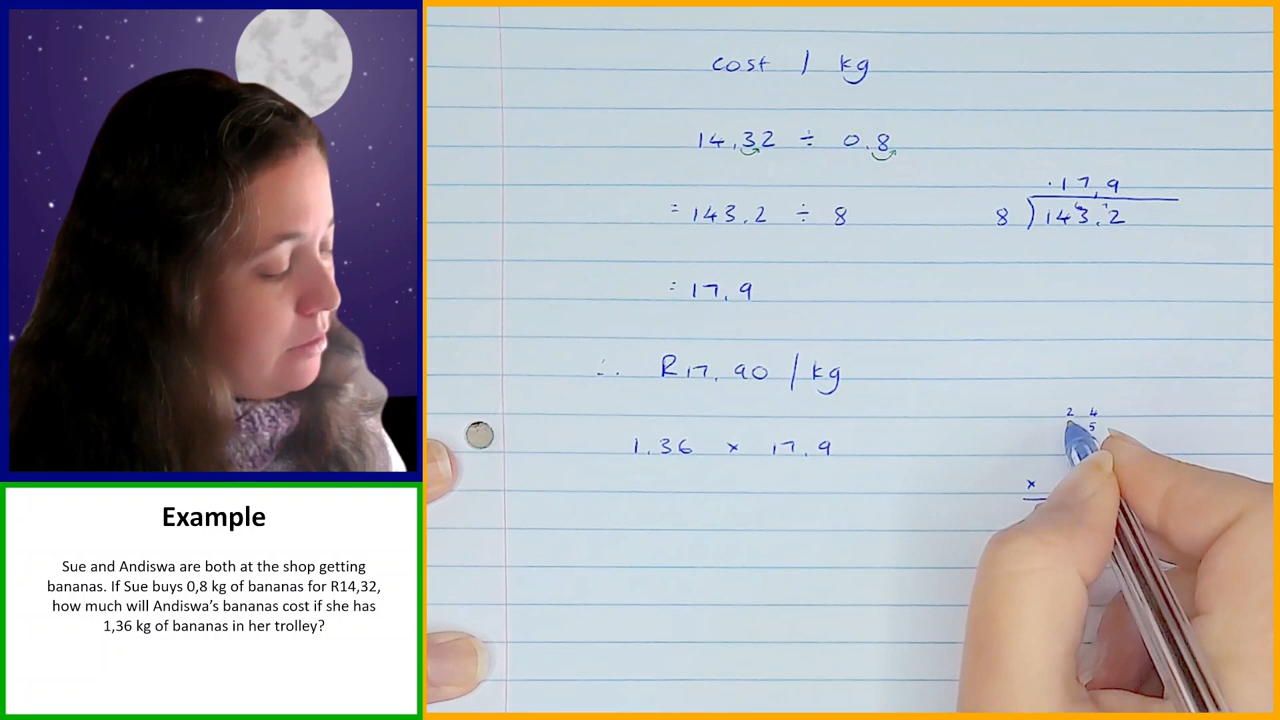 Example
Sue and Andiswa are both at the shop getting
bananas. If Sue buys 0,8 kg of bananas for R14,32,
how much will Andiswa's bananas cost if she has
1,36 kg of bananas in her trolley?
cost / kg
14.32 ÷ 0.8
= 143.2 ÷ 8
17.9
8 ) 143.2
= 17.9
∴ R17.90 / kg
2 4
5
1.36 × 17.9
×